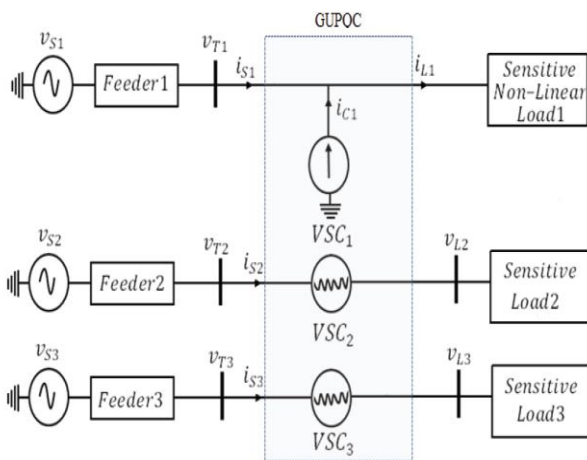 GUPQC
v_S1
Feeder1
v_T1
i_S1
i_L1
i_C1
Sensitive
Non-Linear
Load1
VSC_1
v_S2
Feeder2
v_T2
i_S2
VSC_2
v_L2
Sensitive
Load2
v_S3
Feeder3
v_T3
i_S3
VSC_3
v_L3
Sensitive
Load3